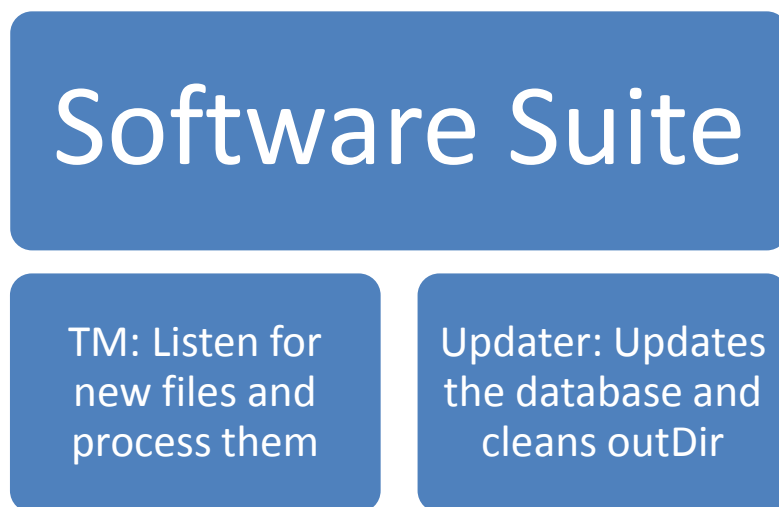 Software Suite
TM: Listen for
new files and
process them
Updater: Updates
the database and
cleans outDir